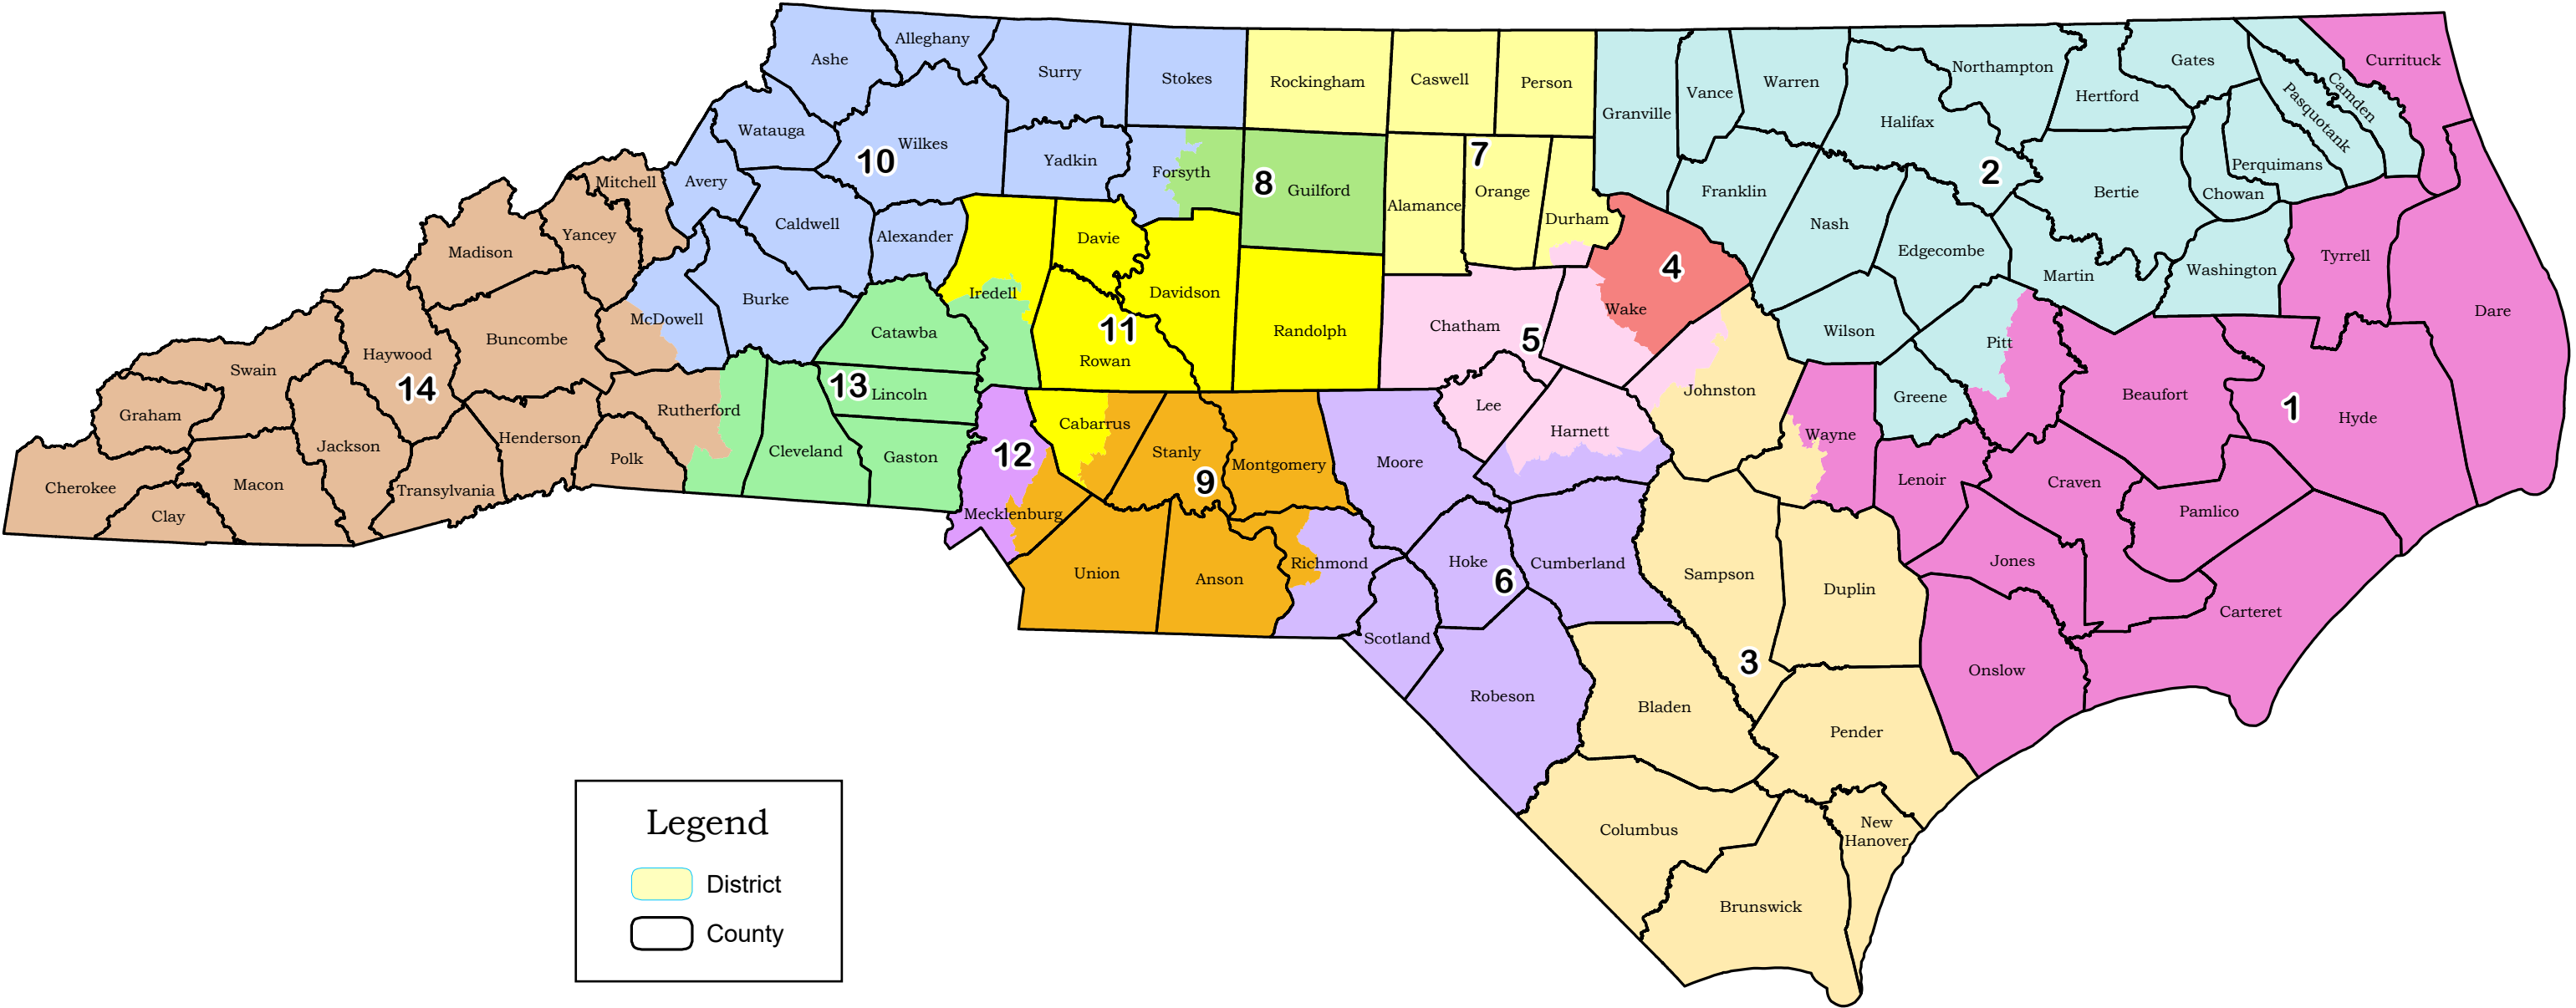 Ashe
Alleghany
Surry
Stokes
Rockingham
Caswell
Person
Granville
Vance
Warren
Northampton
Hertford
Gates
Camden
Pasquotank
Currituck
Watauga
Wilkes
10
Yadkin
Forsyth
8
Guilford
Alamance
7
Orange
Durham
Franklin
Halifax
2
Bertie
Perquimans
Chowan
Mitchell
Avery
Caldwell
Alexander
Davie
Davidson
Wake
4
Nash
Edgecombe
Martin
Washington
Tyrrell
Dare
Madison
Yancey
McDowell
Burke
Iredell
Catawba
11
Rowan
Randolph
Chatham
5
Wilson
Pitt
Swain
Haywood
14
Buncombe
Rutherford
13
Lincoln
Lee
Johnston
Greene
Beaufort
1
Hyde
Graham
Jackson
Henderson
Polk
Cleveland
Gaston
12
Cabarrus
Stanly
9
Montgomery
Moore
Harnett
Wayne
Lenoir
Craven
Pamlico
Cherokee
Clay
Macon
Transylvania
Mecklenburg
Union
Anson
Richmond
Hoke
6
Cumberland
Sampson
Duplin
Jones
Carteret
Scotland
Robeson
Bladen
3
Pender
Onslow
Columbus
New
Hanover
Brunswick
Legend
District
County